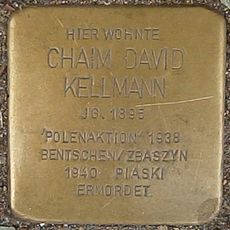 HIER WOHNTE
CHAIM DAVID
KELLMANN
JG. 1895
'POLENAKTION' 1938
BENTSCHEN/ZBASZYN
1940 PIASKI
ERMORDET